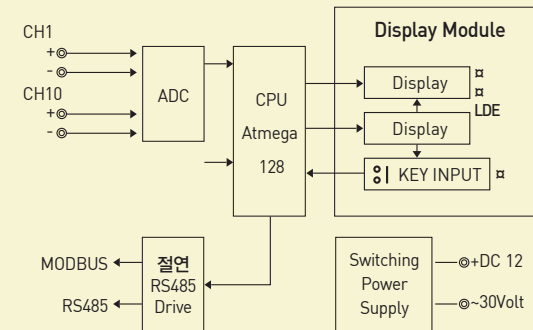 CH1
+
-
CH10
+
-
ADC
CPU
Atmega
128
Display Module
Display
¤
¤
LDE
Display
KEY INPUT ¤
MODBUS
RS485
절연
RS485
Drive
Switching
Power
Supply
+DC 12
~30Volt